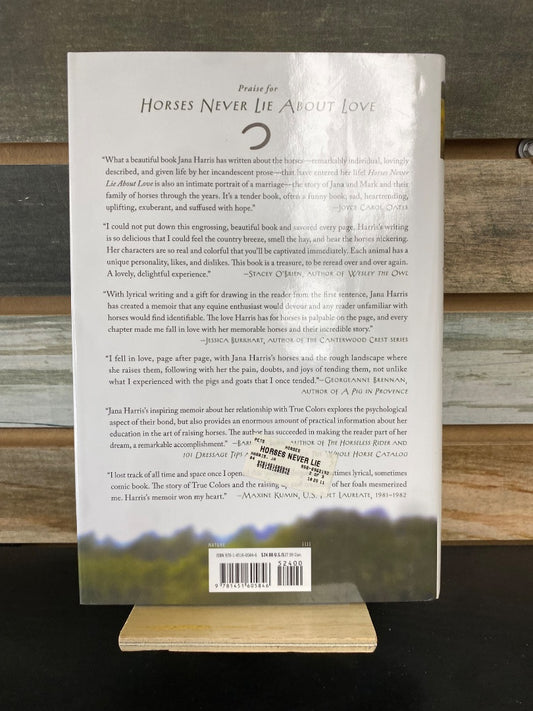 Praise for
HORSES NEVER LIE ABOUT LOVE
"What a beautiful book Jana Harris has written about the horses—remarkably individual, lovingly
described, and given life by her incandescent prose—that have entered her life! Horses Never
Lie About Love is also an intimate portrait of a marriage—the story of Jana and Mark and their
family of horses through the years. It's a tender book, often a funny book, sad, heartrending,
uplifting, exuberant, and suffused with hope." —JOYCE CAROL OATES
"I could not put down this engrossing, beautiful book and savored every page. Harris's writing
is so delicious that I could feel the country breeze, smell the hay, and hear the horses nickering.
Her characters are so real and colorful that you'll be captivated immediately. Each animal has a
unique personality, likes, and dislikes. This book is a treasure, to be reread over and over again.
A lovely, delightful experience." —STACEY O'BRIEN, AUTHOR OF WESLEY THE OWL
"With lyrical writing and a gift for drawing in the reader from the first sentence, Jana Harris
has created a memoir that any equine enthusiast would devour and any reader unfamiliar with
horses would find identifiable. The love Harris has for horses is palpable on the page, and every
chapter made me fall in love with her memorable horses and their incredible story."
—JESSICA BURKHART, AUTHOR OF THE CANTERWOOD CREST SERIES
"I fell in love, page after page, with Jana Harris's horses and the rough landscape where
she raises them, following with her the pain, doubts, and joys of tending them, not unlike
what I experienced with the pigs and goats that I once tended."—GEORGEANNE BRENNAN,
AUTHOR OF A PIG IN PROVENCE
"Jana Harris's inspiring memoir about her relationship with True Colors explores the psychological
aspect of their bond, but also provides an enormous amount of practical information about her
education in the art of raising horses. The author has succeeded in making the reader part of her
dream, a remarkable accomplishment." THE HORSELESS RIDER AND
101 DRESSAGE TIPS WHOLE HORSE CATALOG
HORSES
HORSES NEVER LIE
"I lost track of all time and space once I open sometimes lyrical, sometimes
comic book. The story of True Colors and the raising of her foals mesmerized
me. Harris's memoir won my heart." —MAXINE KUMIN, U.S. POET LAUREATE, 1981–1982
NATURE 1111
ISBN 978-1-4516-0584-6 $24.00 U.S.
52400
9 781451 605846